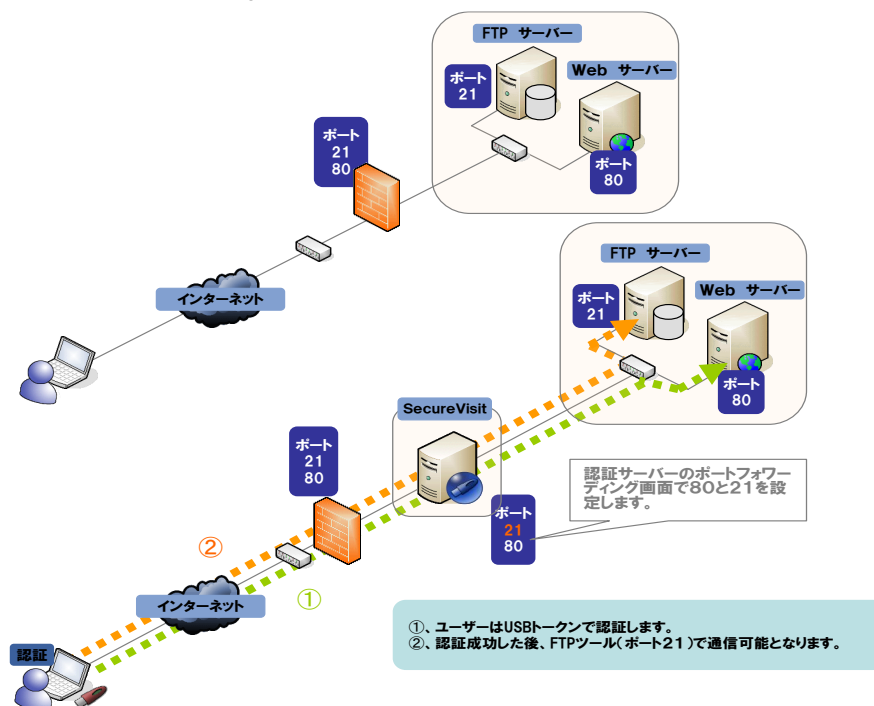 FTP サーバー
Web サーバー
ポート
21
ポート
80
ポート
21
80
インターネット
FTP サーバー
Web サーバー
ポート
21
ポート
80
SecureVisit
ポート
21
80
認証サーバーのポートフォワー
ディング画面で80と21を設
定します。
ポート
21
80
②
①
インターネット
認証
①、ユーザーはUSBトークンで認証します。
②、認証成功した後、FTPツール(ポート21)で通信可能となります。